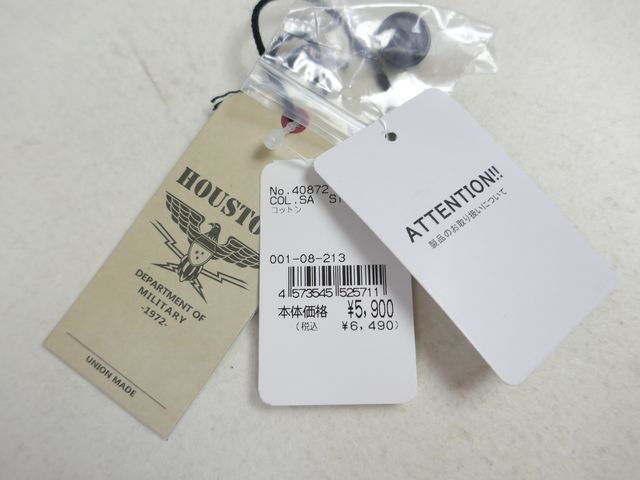 HOUSTO
DEPARTMENT OF
MILITARY
-1972-
UNION MADE
No.40872
COL.SA
コットン
001-08-213
4 573545 525711
本体価格 ¥5,900
(税込 ¥6,490)
ATTENTION!!
製品のお取り扱いについて